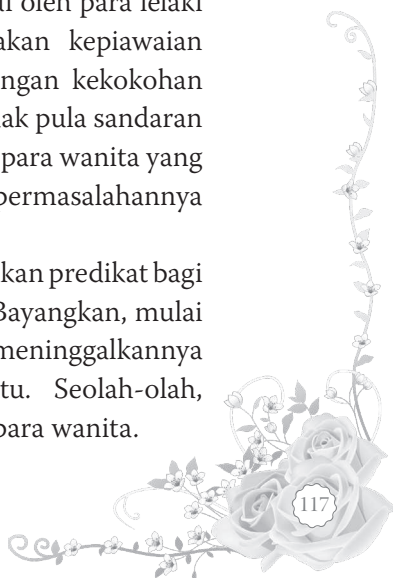 oleh para lelaki
akan kepiawaian
ngan kekokohan
pula sandaran
para wanita yang
permasalahannya
kan predikat bagi
Bayangkan, mulai
meninggalkannya
tu. Seolah-olah,
para wanita.
117